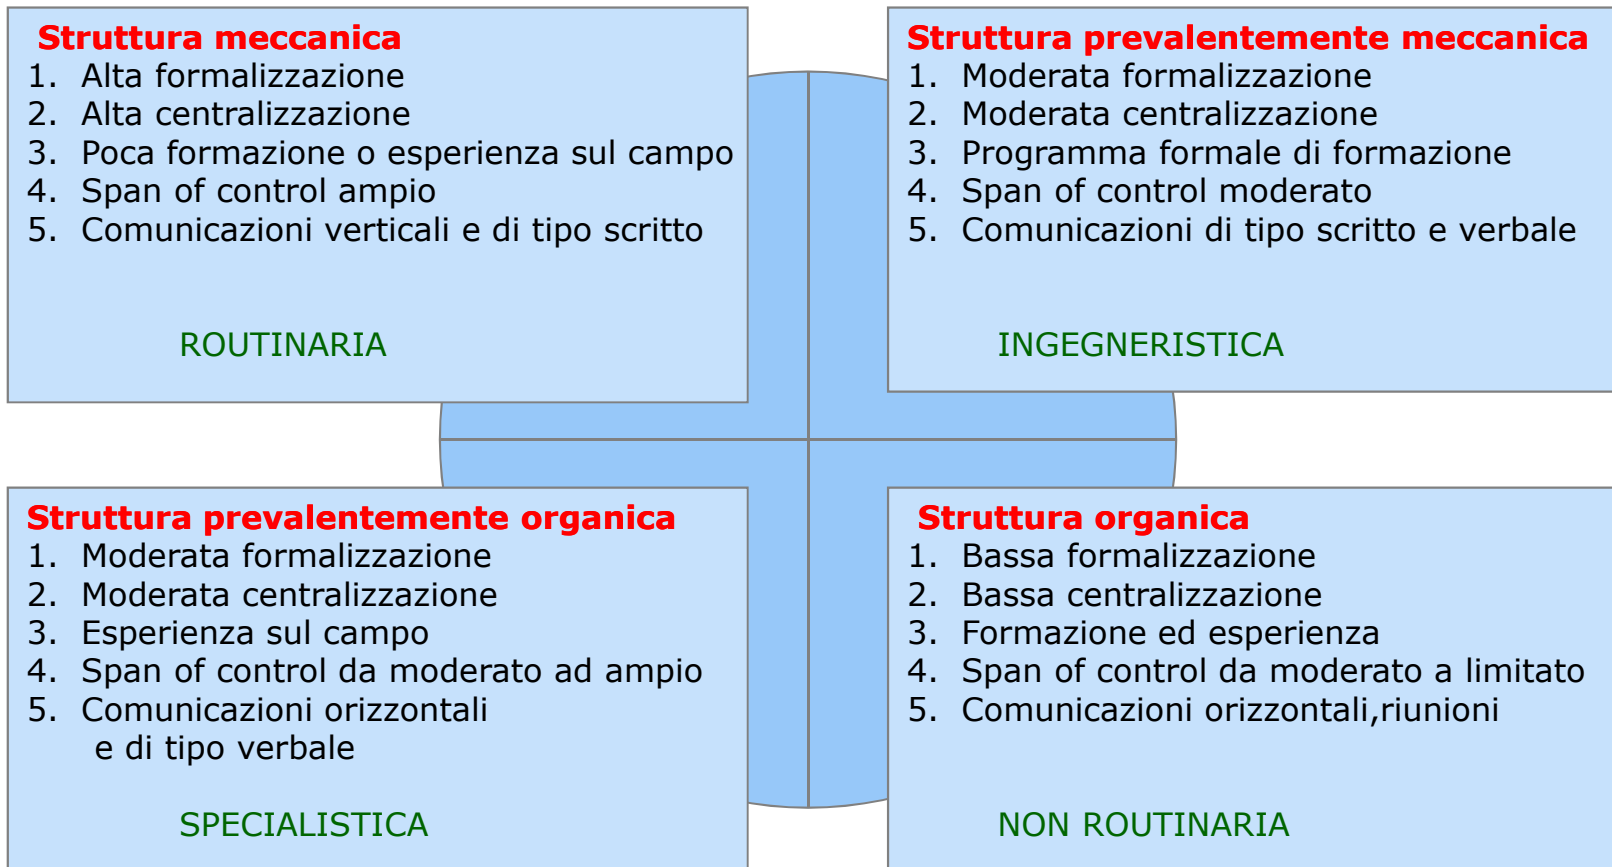 Struttura meccanica
1. Alta formalizzazione
2. Alta centralizzazione
3. Poca formazione o esperienza sul campo
4. Span of control ampio
5. Comunicazioni verticali e di tipo scritto
ROUTINARIA
Struttura prevalentemente meccanica
1. Moderata formalizzazione
2. Moderata centralizzazione
3. Programma formale di formazione
4. Span of control moderato
5. Comunicazioni di tipo scritto e verbale
INGEGNERISTICA
Struttura prevalentemente organica
1. Moderata formalizzazione
2. Moderata centralizzazione
3. Esperienza sul campo
4. Span of control da moderato ad ampio
5. Comunicazioni orizzontali
e di tipo verbale
SPECIALISTICA
Struttura organica
1. Bassa formalizzazione
2. Bassa centralizzazione
3. Formazione ed esperienza
4. Span of control da moderato a limitato
5. Comunicazioni orizzontali,riunioni
NON ROUTINARIA